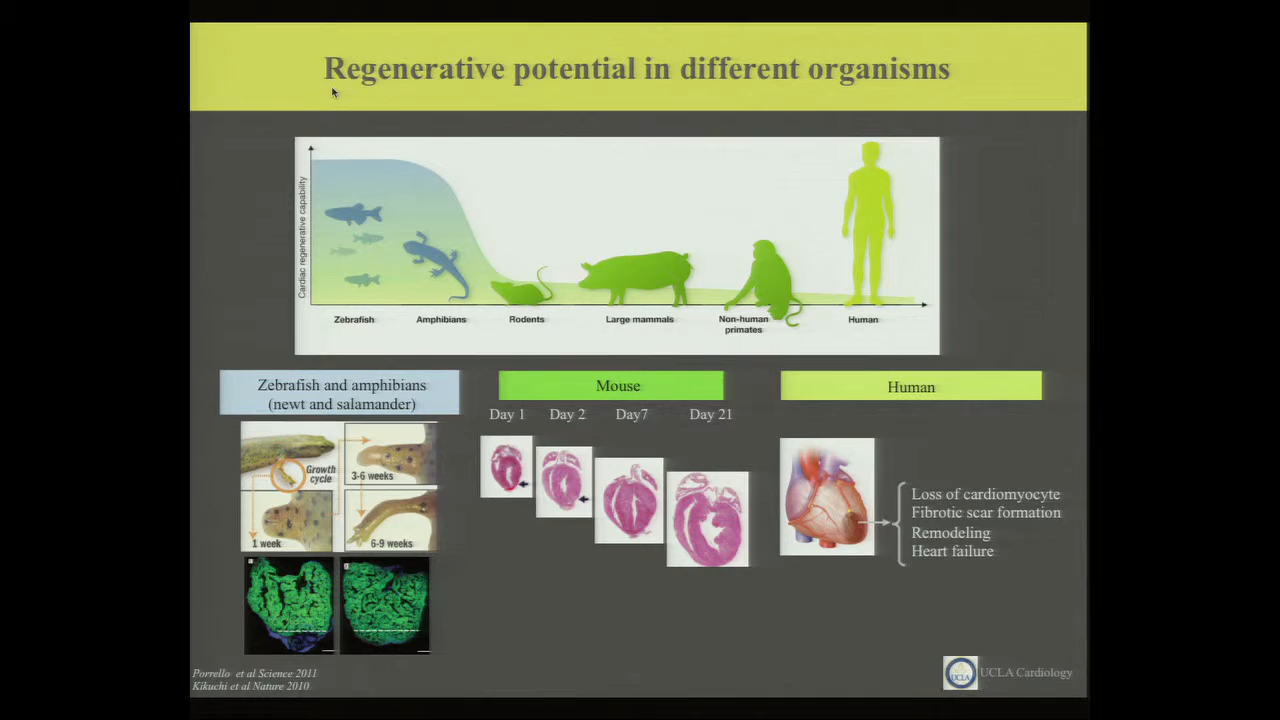 Regenerative potential in different organisms
Cardiac regenerative capability
Zebrafish
Amphibians
Rodents
Large mammals
Non-human
primates
Human
Zebrafish and amphibians
(newt and salamander)
Mouse
Human
Day 1
Day 2
Day7
Day 21
Growth
cycle
3-6 weeks
1 week
6-9 weeks
Loss of cardiomyocyte
Fibrotic scar formation
Remodeling
Heart failure
Porrello et al Science 2011
Kikuchi et al Nature 2010
UCLA
UCLA Cardiology